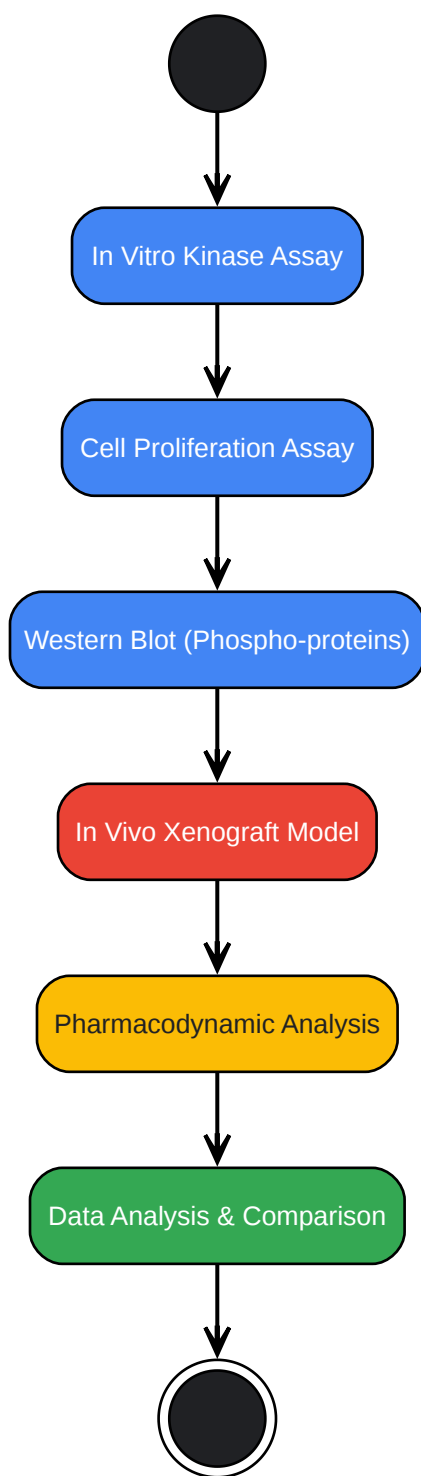 In Vitro Kinase Assay
Cell Proliferation Assay
Western Blot (Phospho-proteins)
In Vivo Xenograft Model
Pharmacodynamic Analysis
Data Analysis & Comparison